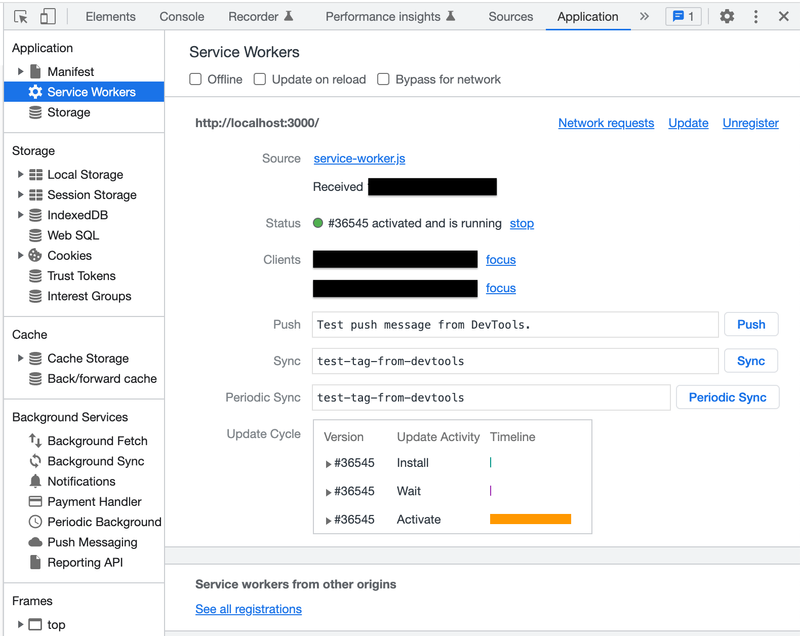 Elements Console Recorder Performance insights Sources Application 1
Application
Manifest
Service Workers
Storage
Storage
Local Storage
Session Storage
IndexedDB
Web SQL
Cookies
Trust Tokens
Interest Groups
Cache
Cache Storage
Back/forward cache
Background Services
Background Fetch
Background Sync
Notifications
Payment Handler
Periodic Background
Push Messaging
Reporting API
Frames
top
Service Workers
Offline Update on reload Bypass for network
http://localhost:3000/ Network requests Update Unregister
Source service-worker.js
Received
Status #36545 activated and is running stop
Clients focus
focus
Push Test push message from DevTools. Push
Sync test-tag-from-devtools Sync
Periodic Sync test-tag-from-devtools Periodic Sync
Update Cycle Version Update Activity Timeline
#36545 Install
#36545 Wait
#36545 Activate
Service workers from other origins
See all registrations